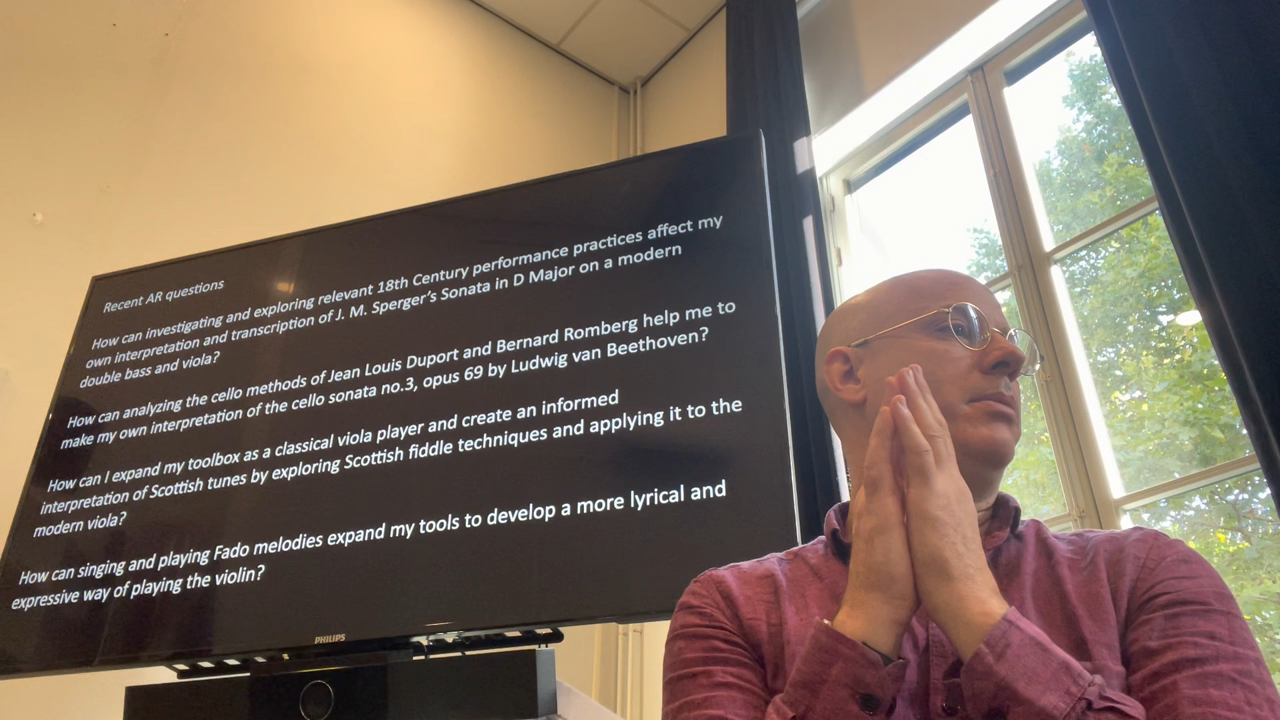 Recent AR questions
How can investigating and exploring relevant 18th Century performance practices affect my
own interpretation and transcription of J. M. Sperger's Sonata in D Major on a modern
double bass and viola?
How can analyzing the cello methods of Jean Louis Duport and Bernard Romberg help me to
make my own interpretation of the cello sonata no.3, opus 69 by Ludwig van Beethoven?
How can I expand my toolbox as a classical viola player and create an informed
interpretation of Scottish tunes by exploring Scottish fiddle techniques and applying it to the
modern viola?
How can singing and playing Fado melodies expand my tools to develop a more lyrical and
expressive way of playing the violin?
PHILIPS